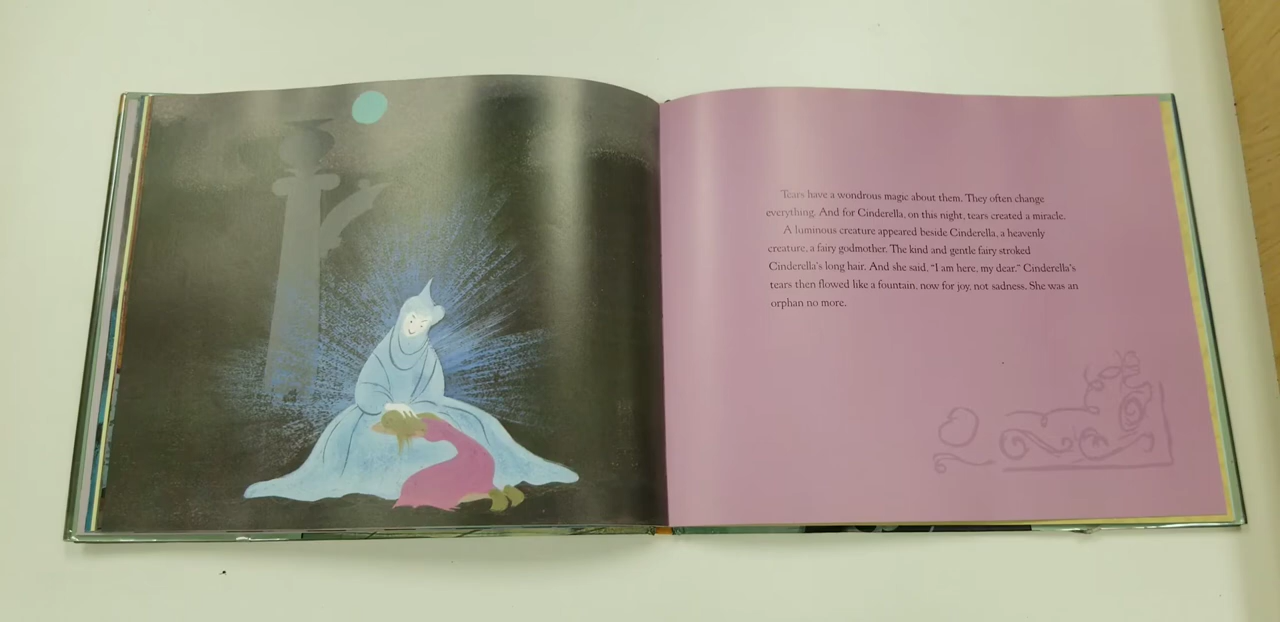 Tears have a wondrous magic about them. They often change
everything. And for Cinderella, on this night, tears created a miracle.
A luminous creature appeared beside Cinderella, a heavenly
creature, a fairy godmother. The kind and gentle fairy stroked
Cinderella's long hair. And she said, "I am here, my dear." Cinderella's
tears then flowed like a fountain, now for joy, not sadness. She was an
orphan no more.